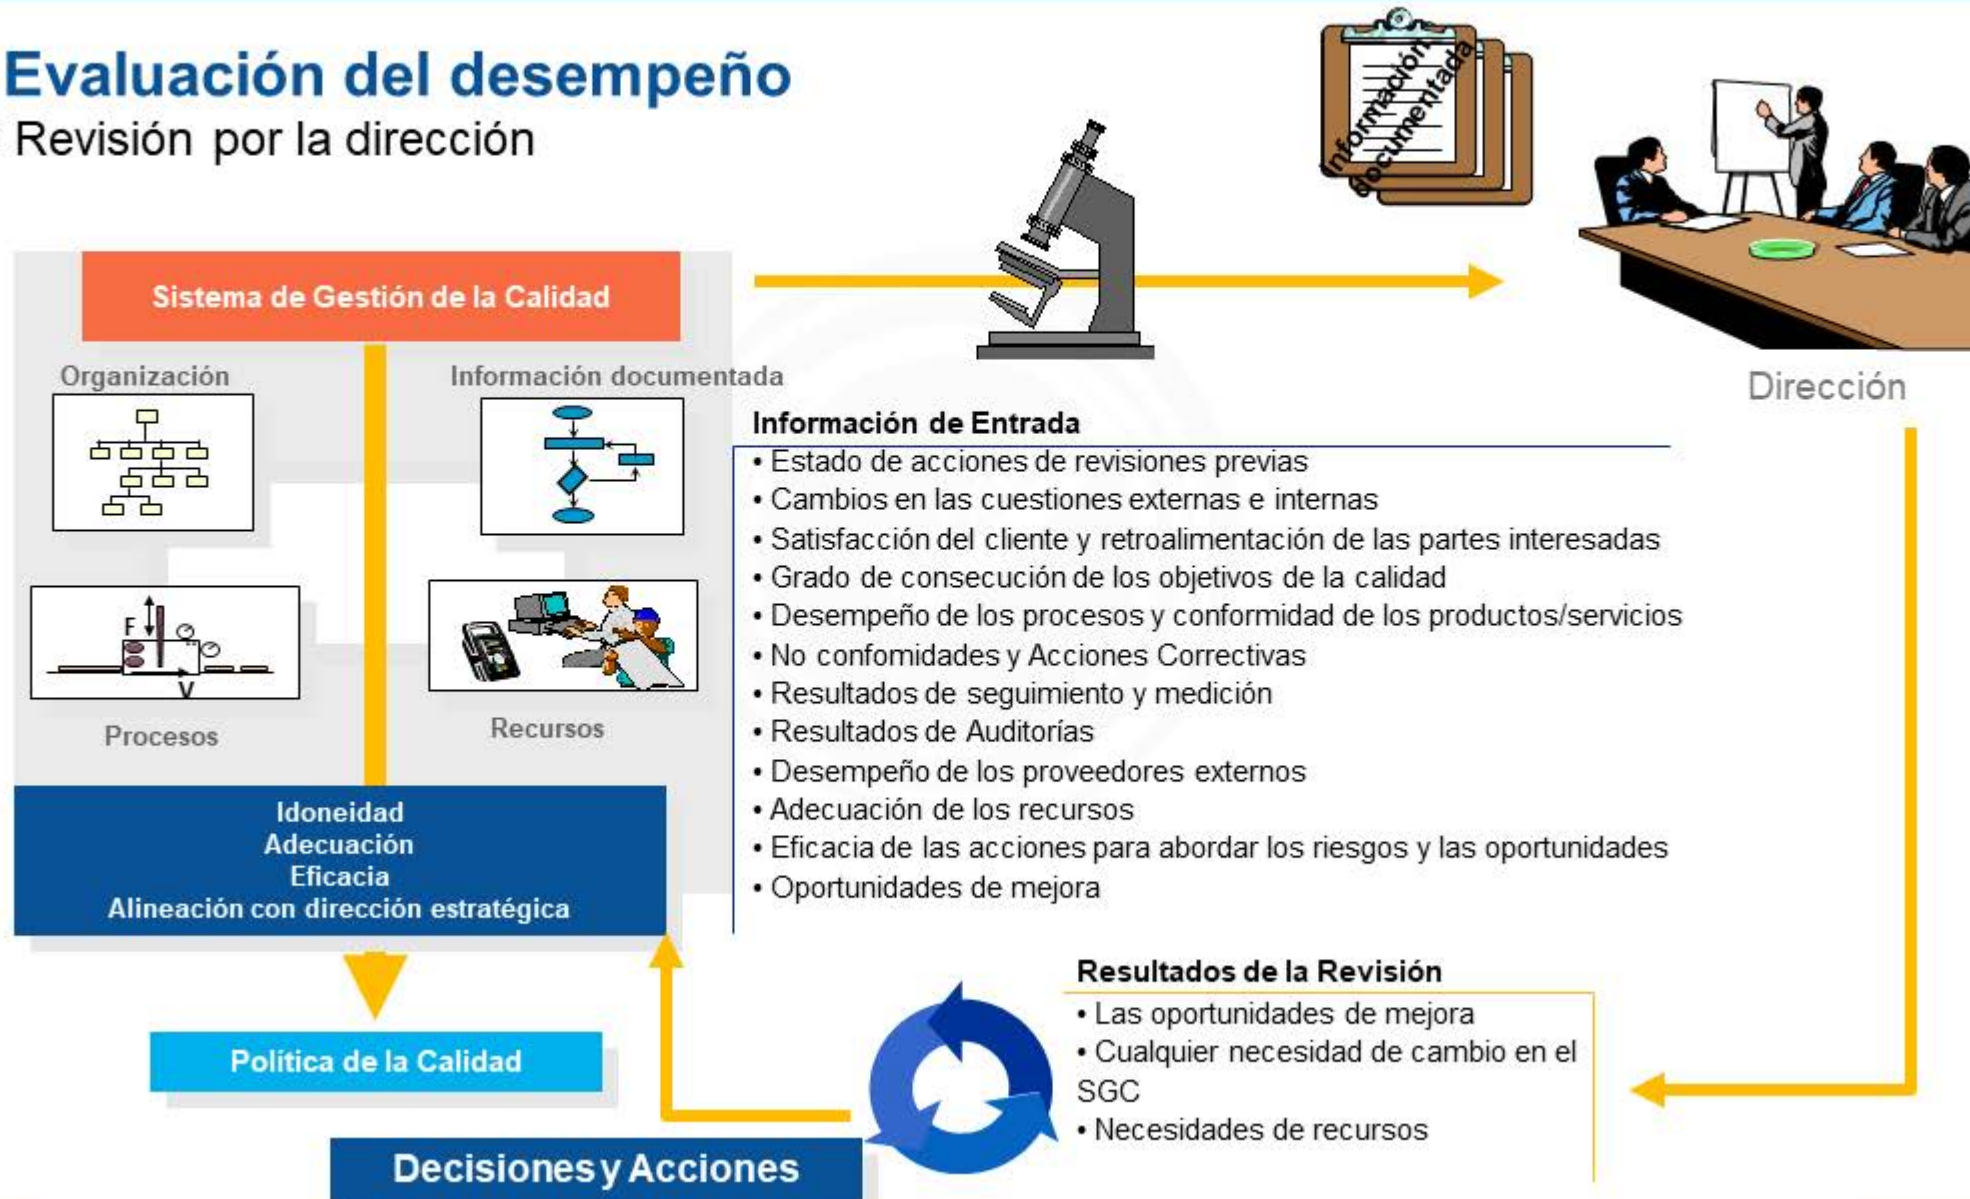 Evaluación del desempeño
Revisión por la dirección
Información
documentada
Sistema de Gestión de la Calidad
Organización
Información documentada
F
V
Procesos
Recursos
Idoneidad
Adecuación
Eficacia
Alineación con dirección estratégica
Política de la Calidad
Dirección
Información de Entrada
• Estado de acciones de revisiones previas
• Cambios en las cuestiones externas e internas
• Satisfacción del cliente y retroalimentación de las partes interesadas
• Grado de consecución de los objetivos de la calidad
• Desempeño de los procesos y conformidad de los productos/servicios
• No confomidades y Acciones Correctivas
• Resultados de seguimiento y medición
• Resultados de Auditorías
• Desempeño de los proveedores externos
• Adecuación de los recursos
• Eficacia de las acciones para abordar los riesgos y las oportunidades
• Oportunidades de mejora
Resultados de la Revisión
• Las oportunidades de mejora
• Cualquier necesidad de cambio en el
SGC
• Necesidades de recursos
Decisiones y Acciones